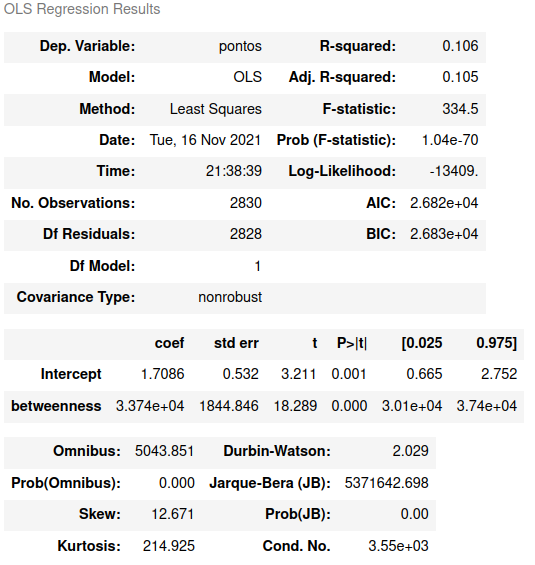 OLS Regression Results
Dep. Variable: pontos R-squared: 0.106
Model: OLS Adj. R-squared: 0.105
Method: Least Squares F-statistic: 334.5
Date: Tue, 16 Nov 2021 Prob (F-statistic): 1.04e-70
Time: 21:38:39 Log-Likelihood: -13409.
No. Observations: 2830 AIC: 2.682e+04
Df Residuals: 2828 BIC: 2.683e+04
Df Model: 1
Covariance Type: nonrobust
coef std err t P>|t| [0.025 0.975]
Intercept 1.7086 0.532 3.211 0.001 0.665 2.752
betweenness 3.374e+04 1844.846 18.289 0.000 3.01e+04 3.74e+04
Omnibus: 5043.851 Durbin-Watson: 2.029
Prob(Omnibus): 0.000 Jarque-Bera (JB): 5371642.698
Skew: 12.671 Prob(JB): 0.00
Kurtosis: 214.925 Cond. No. 3.55e+03